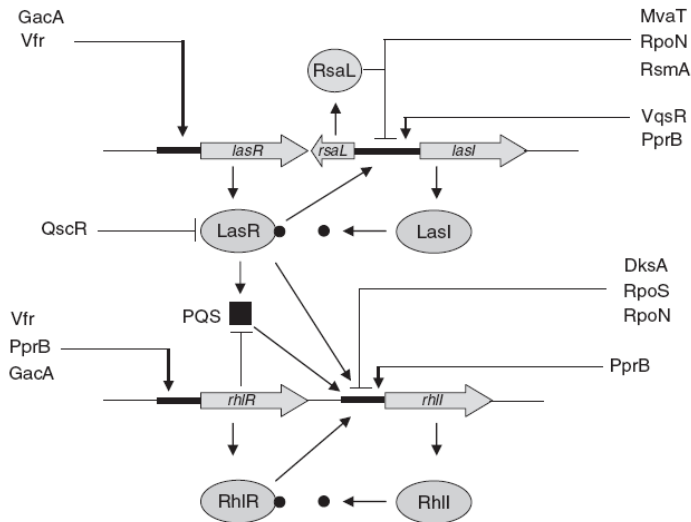 GacA
Vfr
MvaT
RpoN
RsmA
RsaL
VqsR
PprB
lasR
rsaL
lasI
QscR
LasR
LasI
DksA
RpoS
RpoN
PQS
Vfr
PprB
GacA
PprB
rhlR
rhlI
RhlR
RhlI